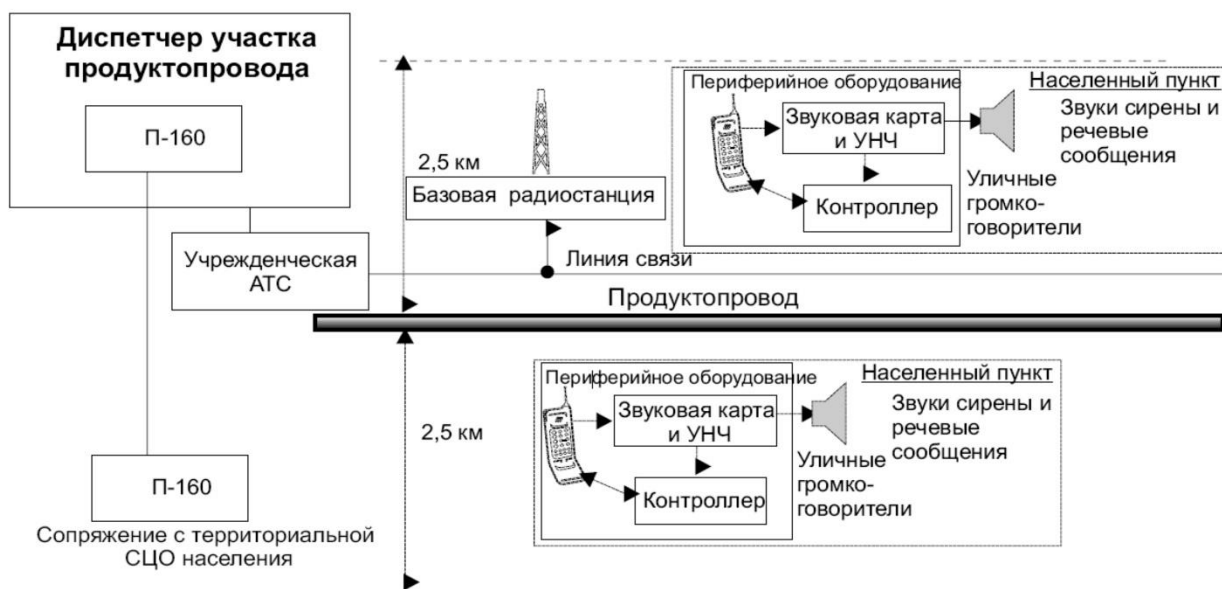 Диспетчер участка
продуктопровода
П-160
Учрежденческая
АТС
П-160
Сопряжение с территориальной
СЦО населения
2,5 км
Базовая радиостанция
Линия связи
Продуктопровод
Периферийное оборудование
Звуковая карта
и УНЧ
Контроллер
Населенный пункт
Звуки сирены и
речевые
сообщения
Уличные
громко-
говорители
2,5 км
Периферийное оборудование
Звуковая карта
и УНЧ
Контроллер
Населенный пункт
Звуки сирены и
речевые
сообщения
Уличные
громко-
говорители